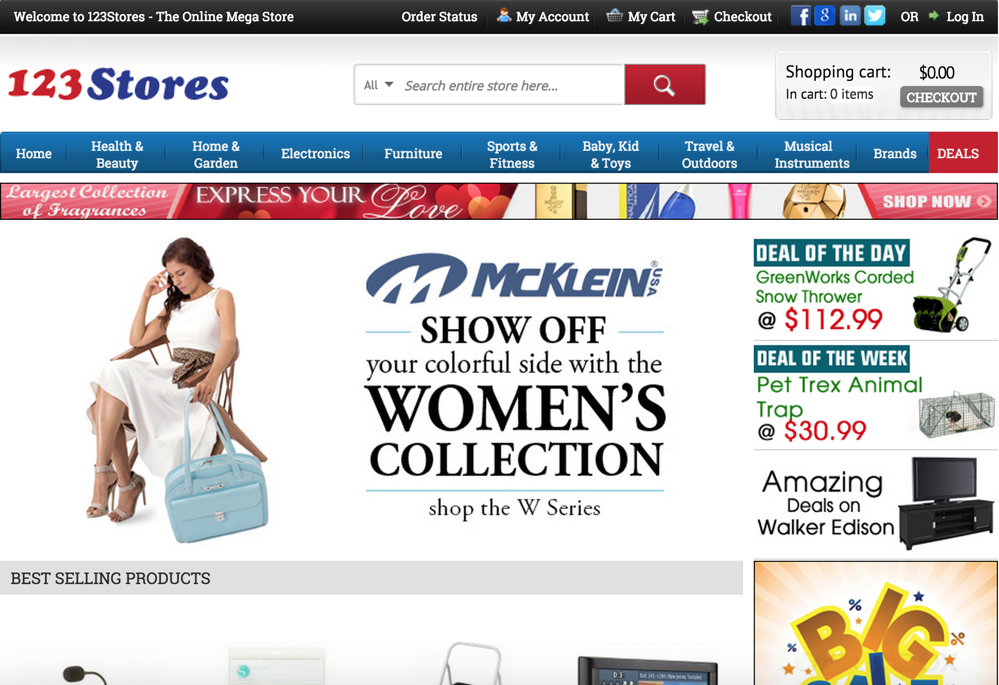 Welcome to 123Stores - The Online Mega Store
Order Status
My Account
My Cart
Checkout
OR
Log In
123Stores
All
Search entire store here...
Shopping cart: $0.00
In cart: 0 items
CHECKOUT
Home
Health &
Beauty
Home &
Garden
Electronics
Furniture
Sports &
Fitness
Baby, Kid
& Toys
Travel &
Outdoors
Musical
Instruments
Brands
DEALS
Largest Collection
of Fragrances
EXPRESS YOUR
Love
NAUTICA
MILLION
SHOP NOW
McKLEIN® USA
SHOW OFF
your colorful side with the
WOMEN'S
COLLECTION
shop the W Series
DEAL OF THE DAY
GreenWorks Corded
Snow Thrower
@ $112.99
DEAL OF THE WEEK
Pet Trex Animal
Trap
@ $30.99
Amazing
Deals on
Walker Edison
BEST SELLING PRODUCTS
BIG
SALE
0.3